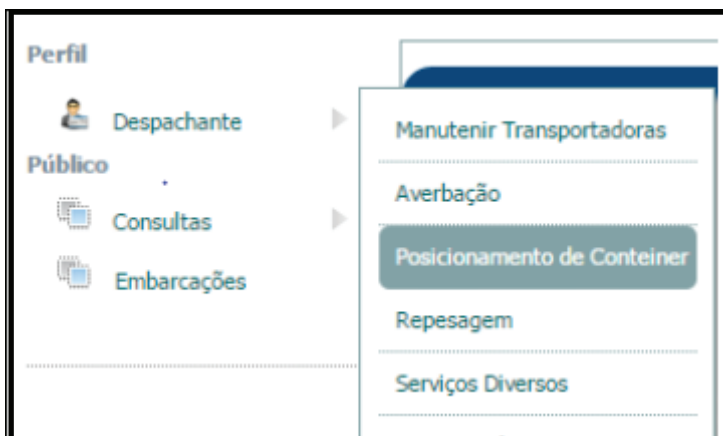 Perfil
Despachante
Público
Consultas
Embarcações
Manutenir Transportadoras
Averbação
Posicionamento de Conteiner
Repesagem
Serviços Diversos